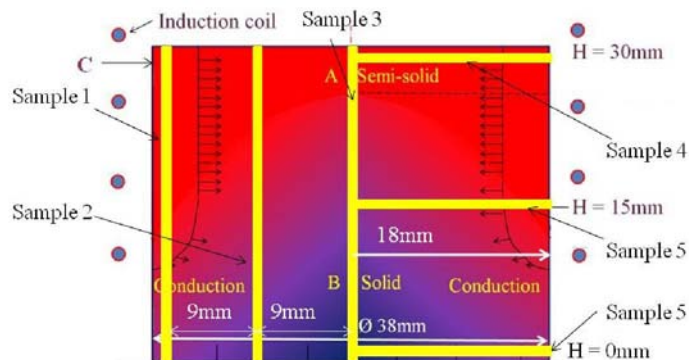 Induction coil
Sample 3
C
A Semi-solid
H = 30mm
Sample 1
Sample 4
Sample 2
H = 15mm
18mm
Sample 5
B Solid
Conduction
Conduction
Sample 5
9mm
9mm
Ø 38mm
H = 0mm